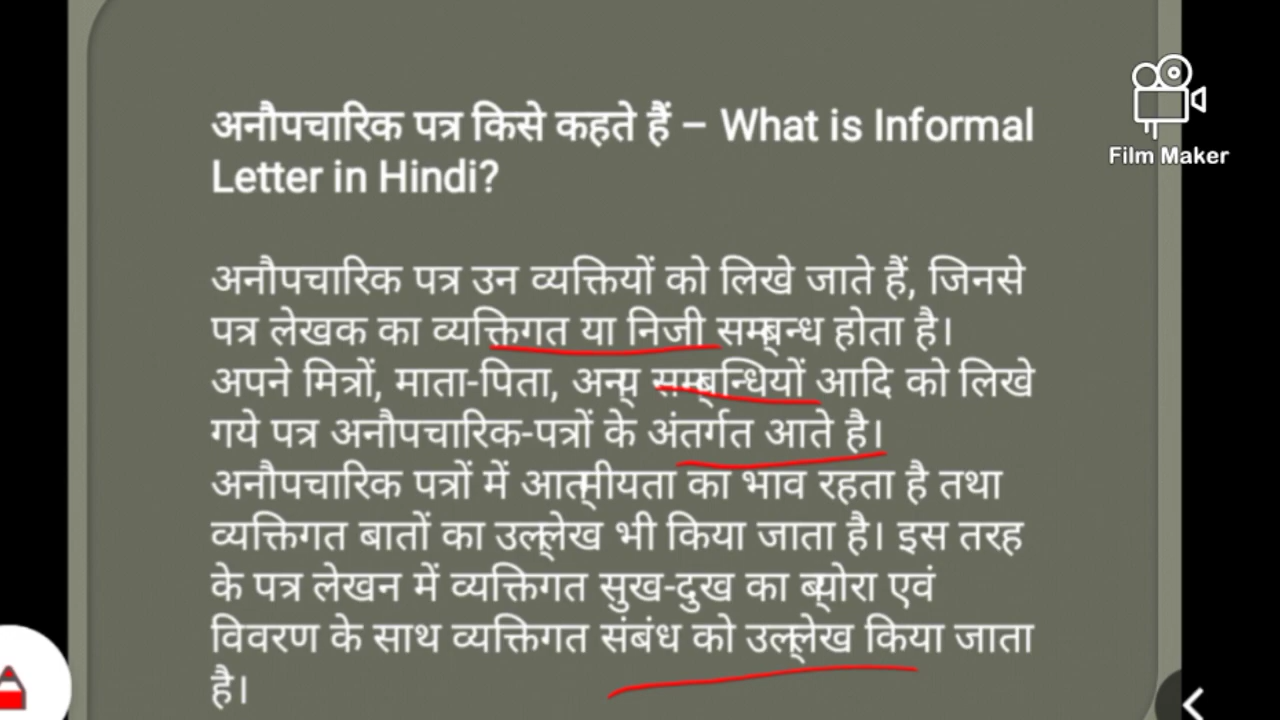 अनौपचारिक पत्र किसे कहते हैं – What is Informal
Letter in Hindi?
Film Maker
अनौपचारिक पत्र उन व्यक्तियों को लिखे जाते हैं, जिनसे
पत्र लेखक का व्यक्तिगत या निजी सम्बन्ध होता है।
अपने मित्रों, माता-पिता, अन्य सम्बन्धियों आदि को लिखे
गये पत्र अनौपचारिक-पत्रों के अंतर्गत आते है।
अनौपचारिक पत्रों में आत्मीयता का भाव रहता है तथा
व्यक्तिगत बातों का उल्लेख भी किया जाता है। इस तरह
के पत्र लेखन में व्यक्तिगत सुख-दुख का ब्योरा एवं
विवरण के साथ व्यक्तिगत संबंध को उल्लेख किया जाता
है।